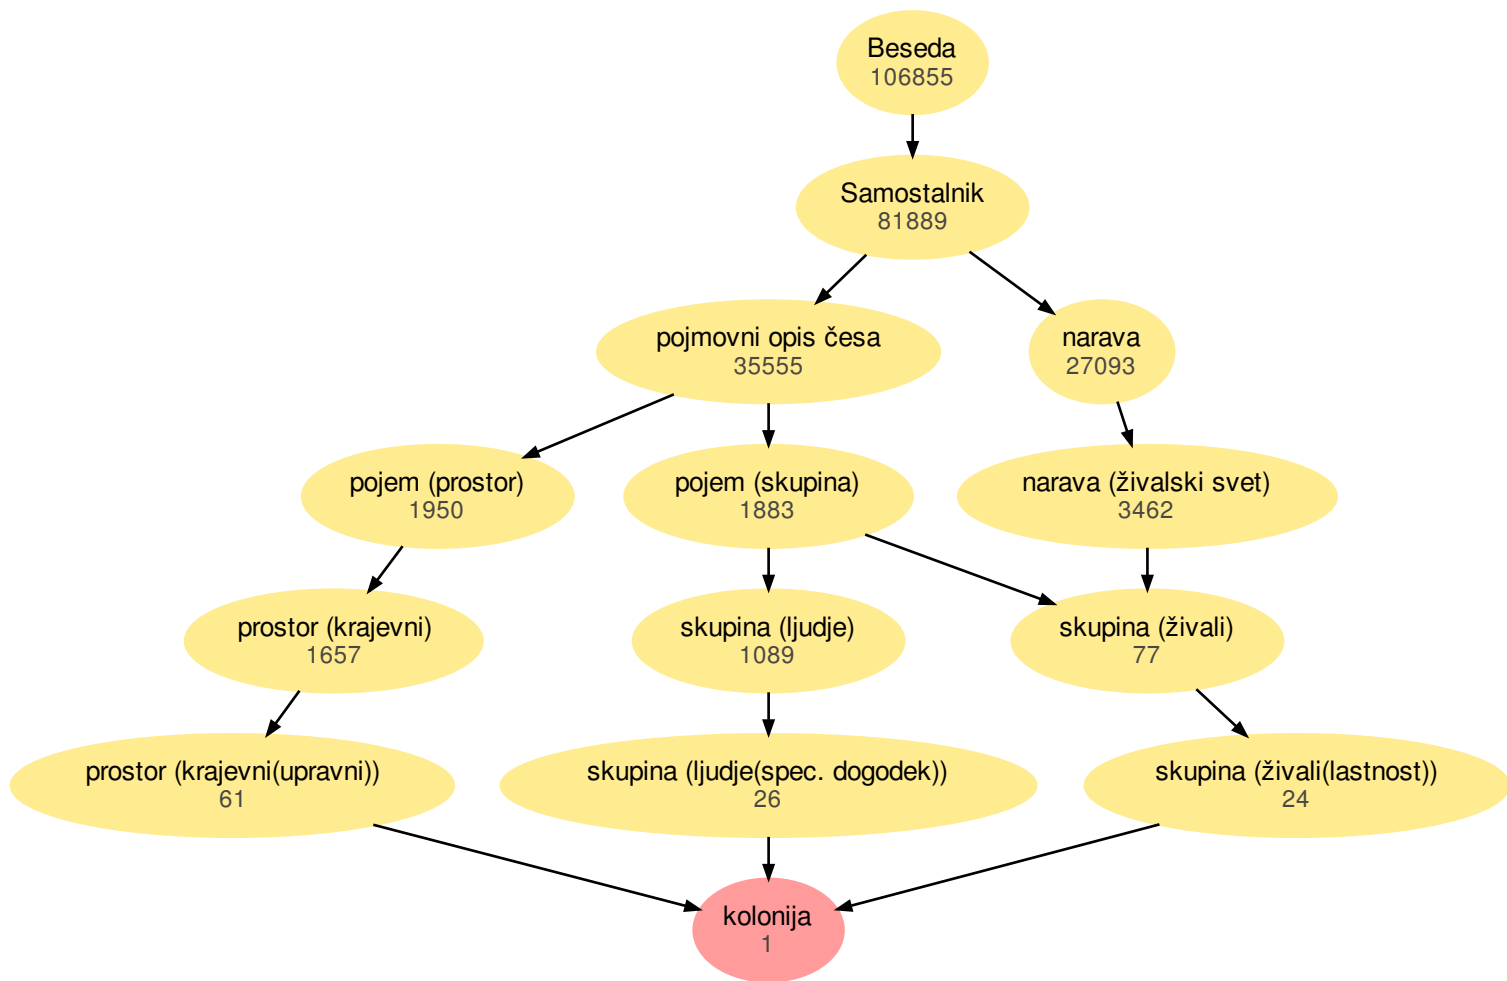 Beseda
106855
Samostalnik
81889
pojmovni opis česa
35555
narava
27093
pojem (prostor)
1950
pojem (skupina)
1883
narava (živalski svet)
3462
prostor (krajevni)
1657
skupina (ljudje)
1089
skupina (živali)
77
prostor (krajevni(upravni))
61
skupina (ljudje(spec. dogodek))
26
skupina (živali(lastnost))
24
kolonija
1